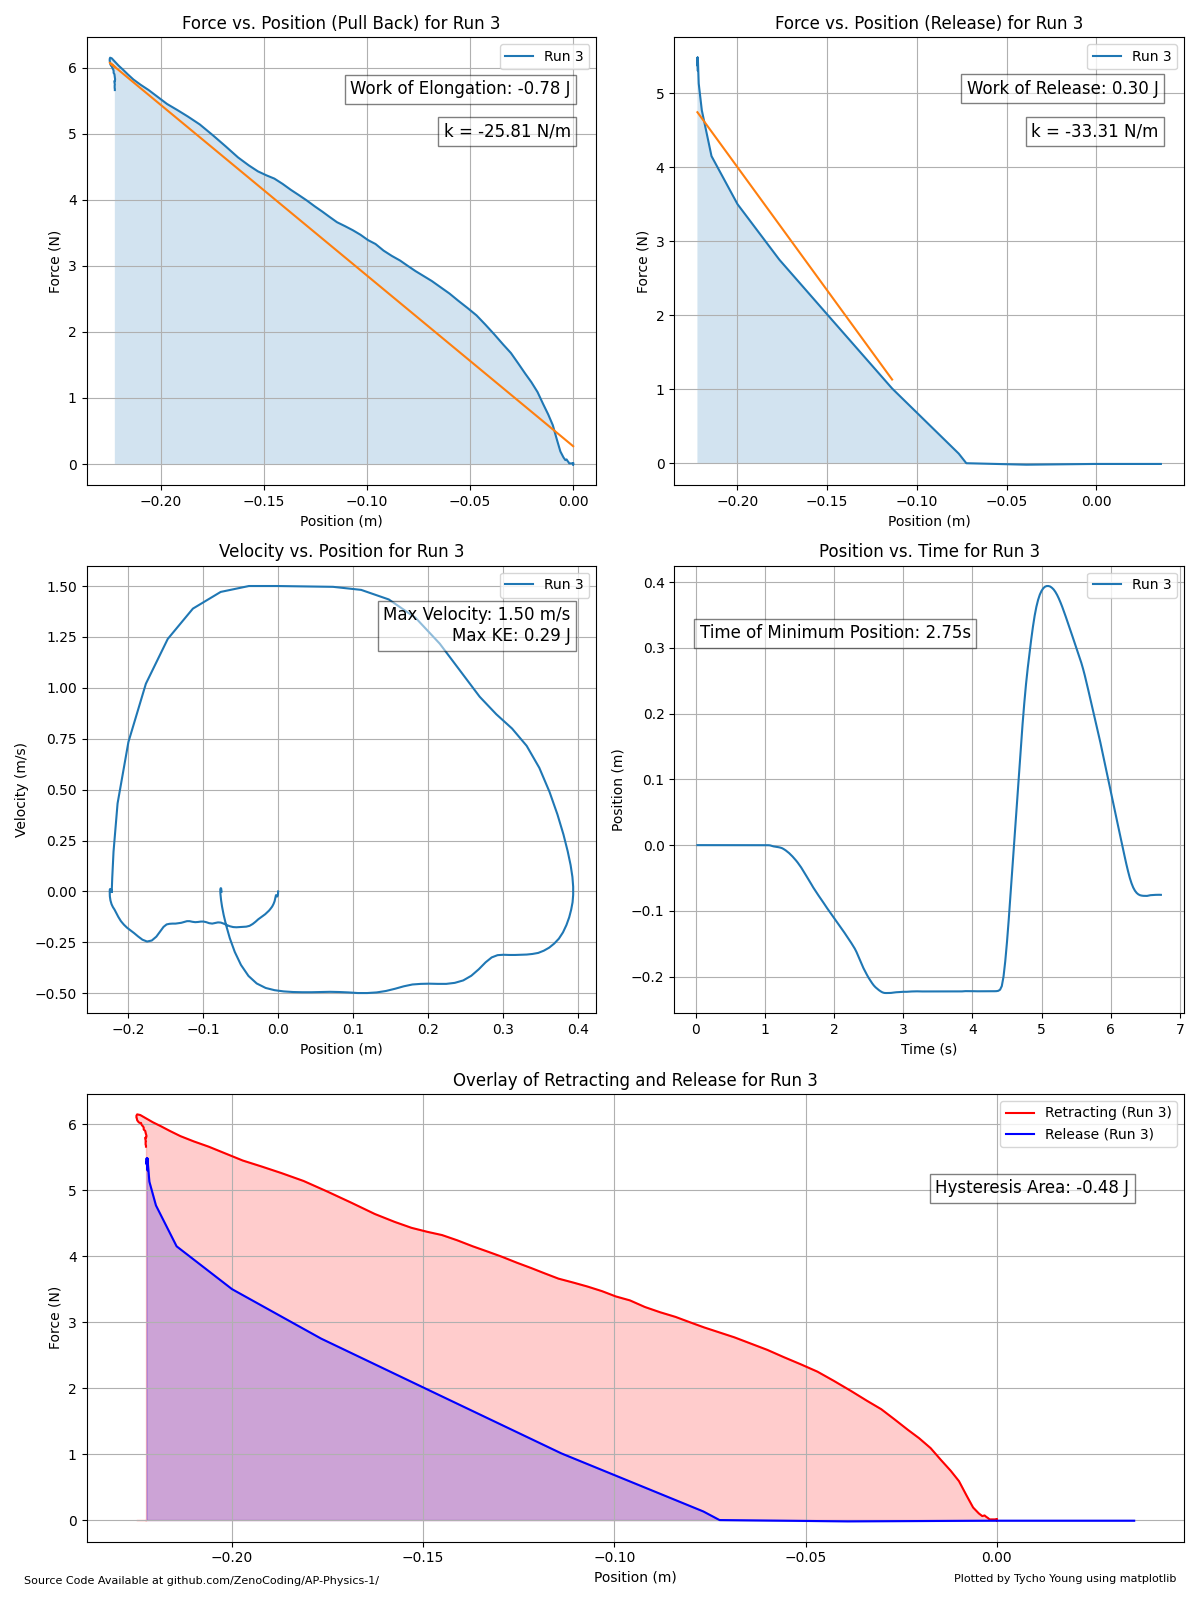 Force vs. Position (Pull Back) for Run 3
Run 3
Work of Elongation: -0.78 J
k = -25.81 N/m
6
5
4
3
2
1
0
Force (N)
−0.20 −0.15 −0.10 −0.05 0.00
Position (m)
Force vs. Position (Release) for Run 3
Run 3
Work of Release: 0.30 J
k = -33.31 N/m
5
4
3
2
1
0
Force (N)
−0.20 −0.15 −0.10 −0.05 0.00
Position (m)
Velocity vs. Position for Run 3
Run 3
Max Velocity: 1.50 m/s
Max KE: 0.29 J
1.50
1.25
1.00
0.75
0.50
0.25
0.00
−0.25
−0.50
Velocity (m/s)
−0.2 −0.1 0.0 0.1 0.2 0.3 0.4
Position (m)
Position vs. Time for Run 3
Run 3
Time of Minimum Position: 2.75s
0.4
0.3
0.2
0.1
0.0
−0.1
−0.2
Position (m)
0 1 2 3 4 5 6 7
Time (s)
Overlay of Retracting and Release for Run 3
Retracting (Run 3)
Release (Run 3)
Hysteresis Area: -0.48 J
6
5
4
3
2
1
0
Force (N)
−0.20 −0.15 −0.10 −0.05 0.00
Position (m)
Source Code Available at github.com/ZenoCoding/AP-Physics-1/
Plotted by Tycho Young using matplotlib